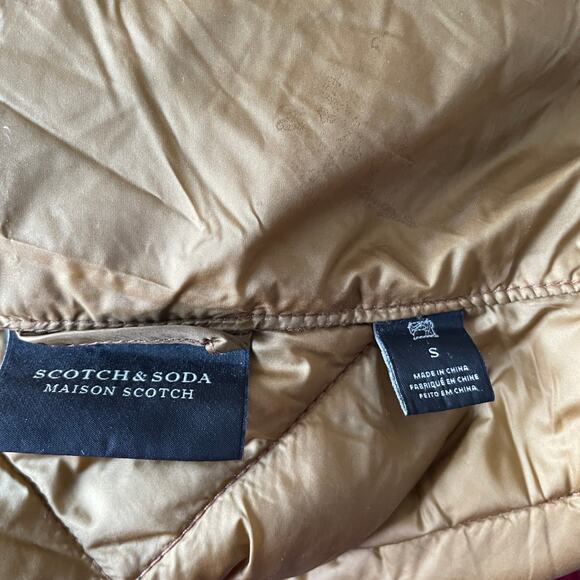 SCOTCH & SODA
MAISON SCOTCH
S
MADE IN CHINA
FABRIQUÉ EN CHINE
FEITO EM CHINA